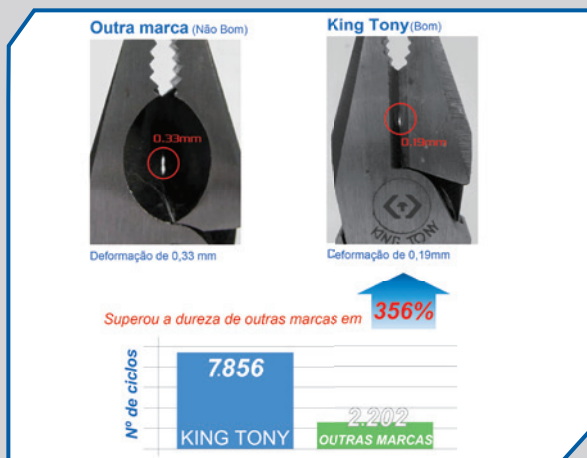 Outra marca (Não Bom)
King Tony (Bom)
0.33mm
0.19mm
KING TONY
Deformação de 0,33 mm
Ceformação de 0,19mm
Superou a dureza de outras marcas em 356%
Nº de ciclos
7.856
KING TONY
2.202
OUTRAS MARCAS